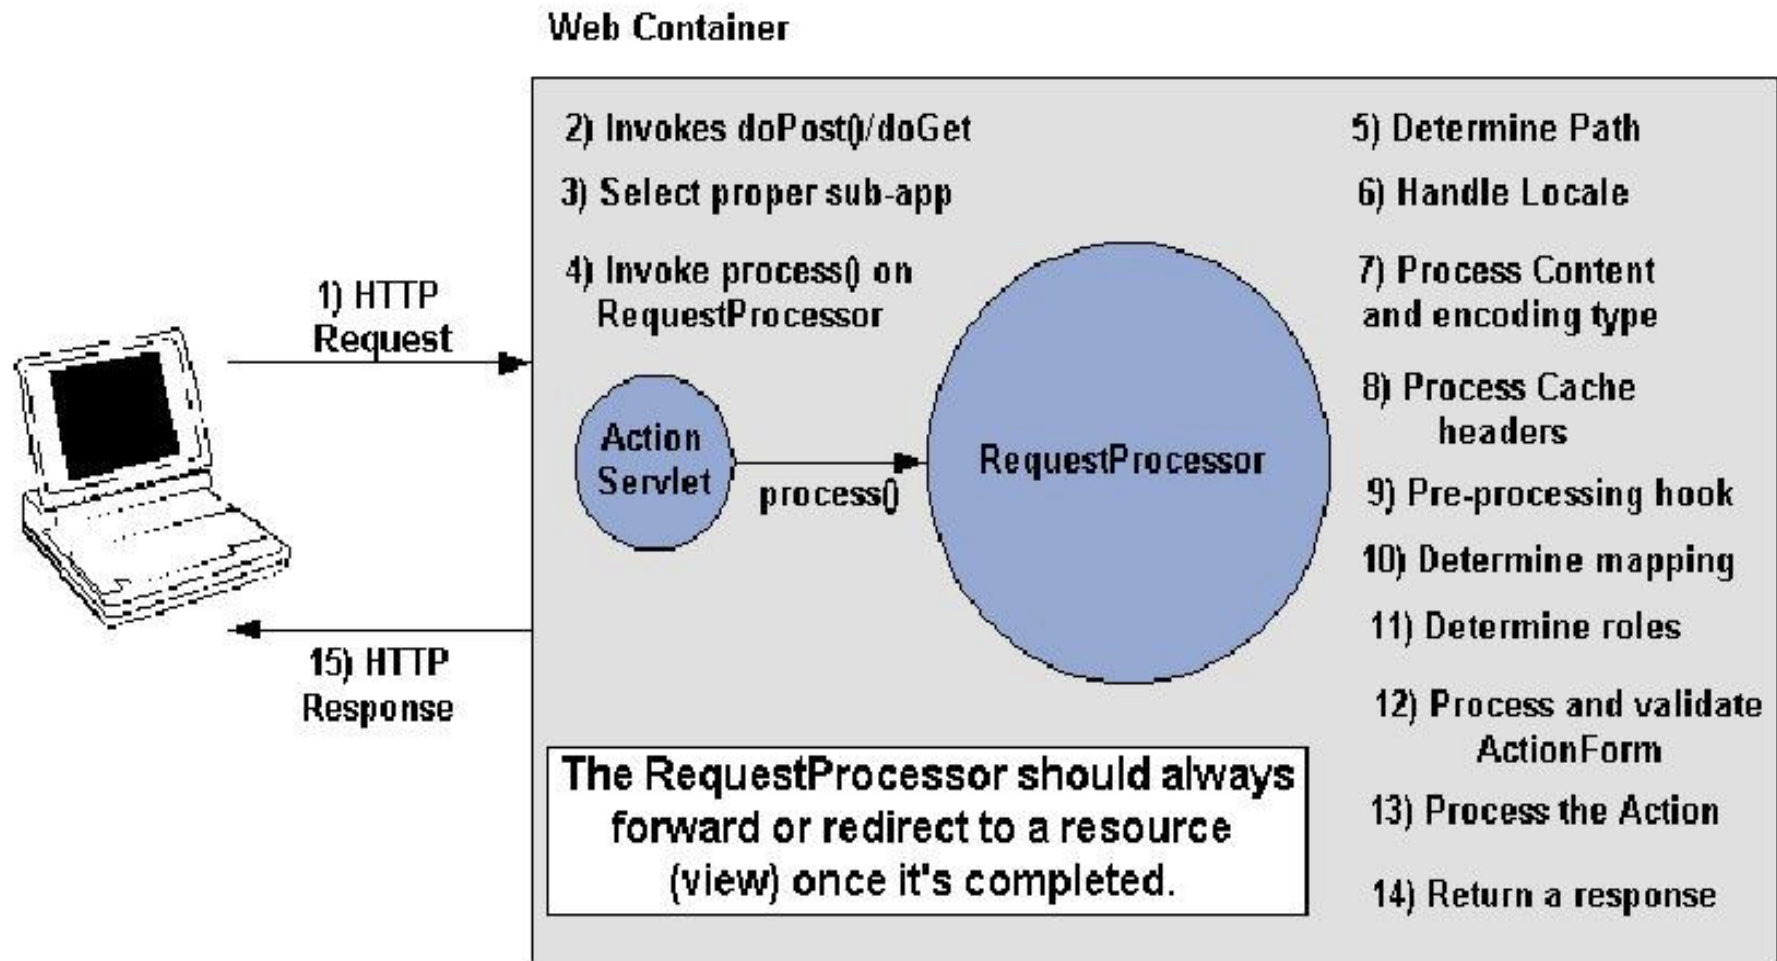 Web Container
2) Invokes doPost()/doGet
3) Select proper sub-app
4) Invoke process() on
RequestProcessor
1) HTTP
Request
Action
Servlet
process()
RequestProcessor
15) HTTP
Response
The RequestProcessor should always
forward or redirect to a resource
(view) once it's completed.
5) Determine Path
6) Handle Locale
7) Process Content
and encoding type
8) Process Cache
headers
9) Pre-processing hook
10) Determine mapping
11) Determine roles
12) Process and validate
ActionForm
13) Process the Action
14) Return a response